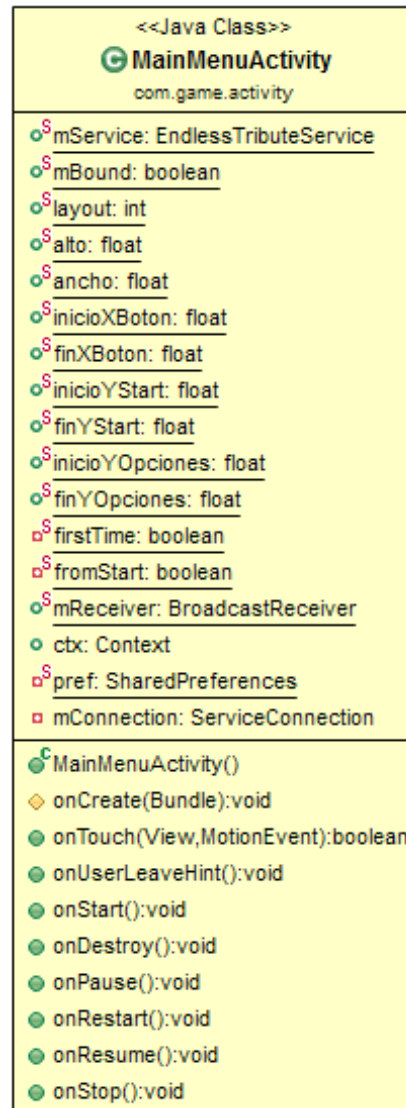 <<Java Class>>
C MainMenuActivity
com.game.activity
S mService: EndlessTributeService
S mBound: boolean
S layout: int
S alto: float
S ancho: float
S inicioXBoton: float
S finXBoton: float
S inicioYStart: float
S finYStart: float
S inicioYOpciones: float
S finYOpciones: float
S firstTime: boolean
S fromStart: boolean
S mReceiver: BroadcastReceiver
ctx: Context
S pref: SharedPreferences
mConnection: ServiceConnection
C MainMenuActivity()
onCreate(Bundle):void
onTouch(View,MotionEvent):boolean
onUserLeaveHint():void
onStart():void
onDestroy():void
onPause():void
onRestart():void
onResume():void
onStop():void